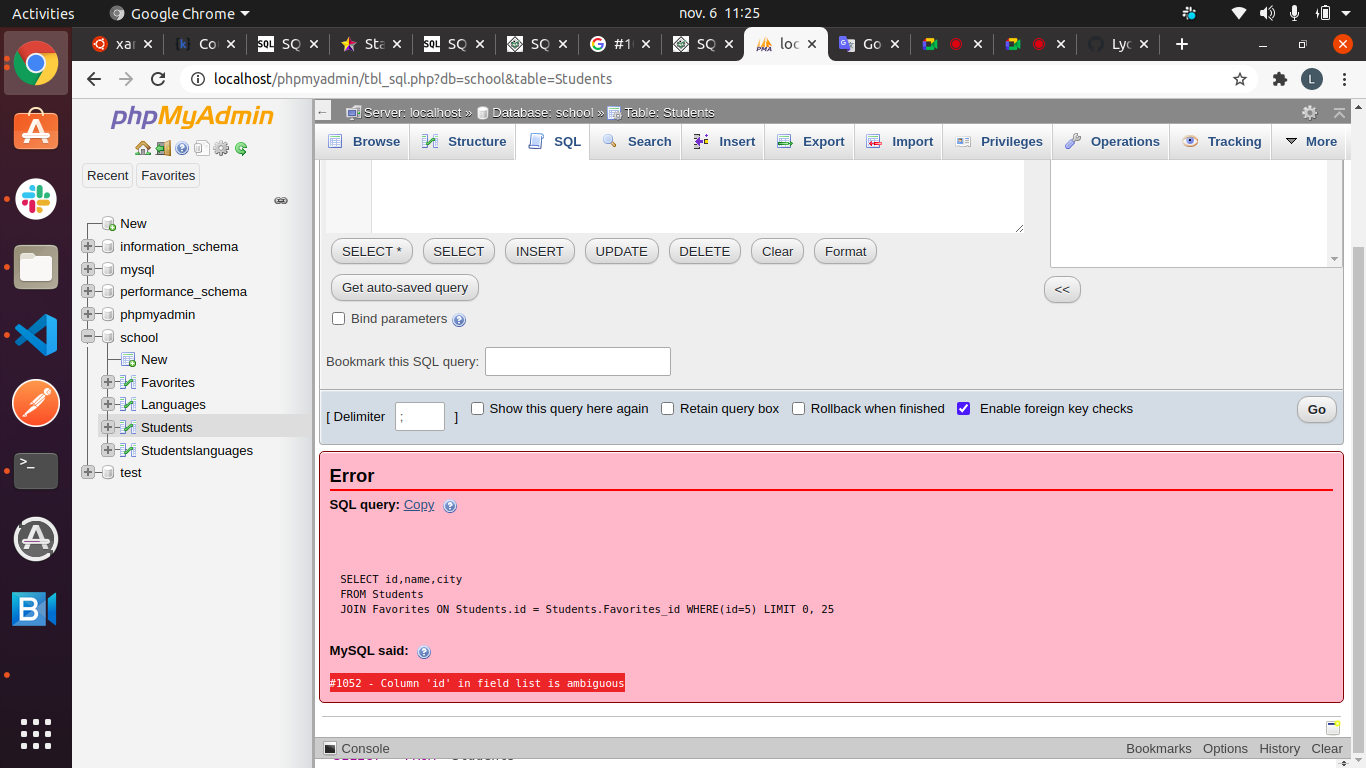 Activities
Google Chrome
nov. 6 11:25
xar
Co
SQL SQ
Sta
SQL SQ
SQ
#1
SQ
PMA loc
Go
Lyc
localhost/phpmyadmin/tbl_sql.php?db=school&table=Students
L
phpMyAdmin
Recent Favorites
New
information_schema
mysql
performance_schema
phpmyadmin
school
New
Favorites
Languages
Students
Studentslanguages
test
Server: localhost » Database: school » Table: Students
Browse Structure SQL Search Insert Export Import Privileges Operations Tracking More
SELECT * SELECT INSERT UPDATE DELETE Clear Format
Get auto-saved query
<<
Bind parameters
Bookmark this SQL query:
[ Delimiter ; ] Show this query here again Retain query box Rollback when finished Enable foreign key checks Go
Error
SQL query: Copy
SELECT id,name,city
FROM Students
JOIN Favorites ON Students.id = Students.Favorites_id WHERE(id=5) LIMIT 0, 25
MySQL said:
#1052 - Column 'id' in field list is ambiguous
Console Bookmarks Options History Clear